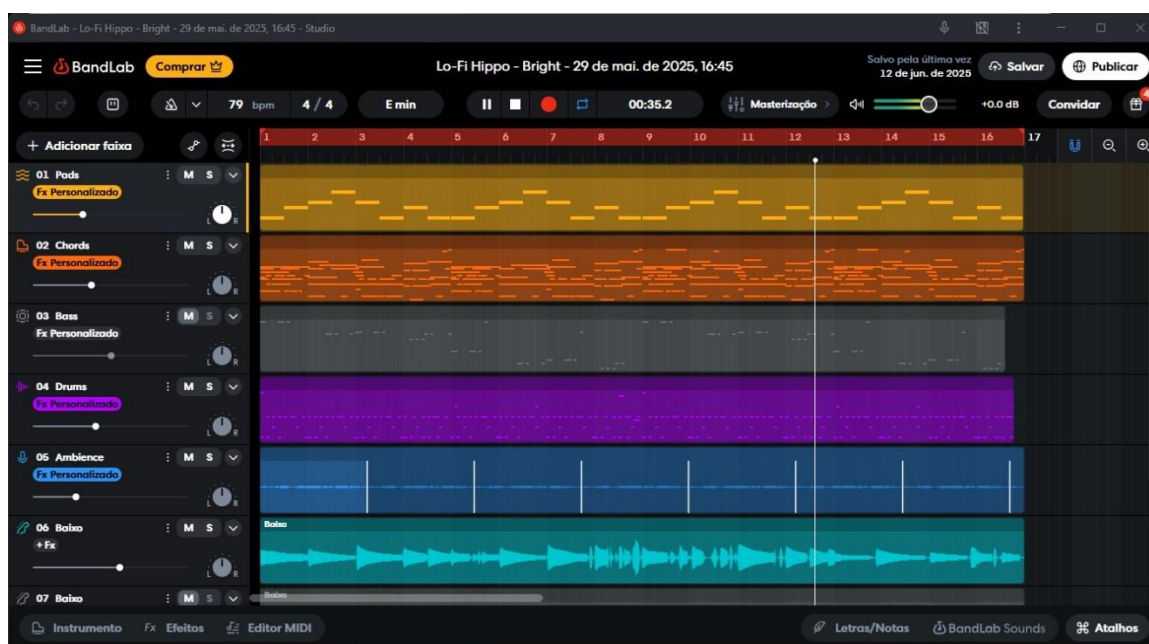 BandLab - Lo-Fi Hippo - Bright - 29 de mai. de 2025, 16:45 - Studio
BandLab Comprar Lo-Fi Hippo - Bright - 29 de mai. de 2025, 16:45 Salvo pela última vez 12 de jun. de 2025 Salvar Publicar
79 bpm 4 / 4 E min 00:35.2 Masterização +0.0 dB Convidar 4
+ Adicionar faixa 1 2 3 4 5 6 7 8 9 10 11 12 13 14 15 16 17
01 Pads M S
Fx Personalizado
L R
02 Chords M S
Fx Personalizado
L R
03 Bass M S
Fx Personalizado
L R
04 Drums M S
Fx Personalizado
L R
05 Ambience M S
Fx Personalizado
L R
06 Baixo M S Baixo
+ Fx
L R
07 Baixo M S Baixo
Instrumento Fx Efeitos Editor MIDI Letras/Notas BandLab Sounds Atalhos